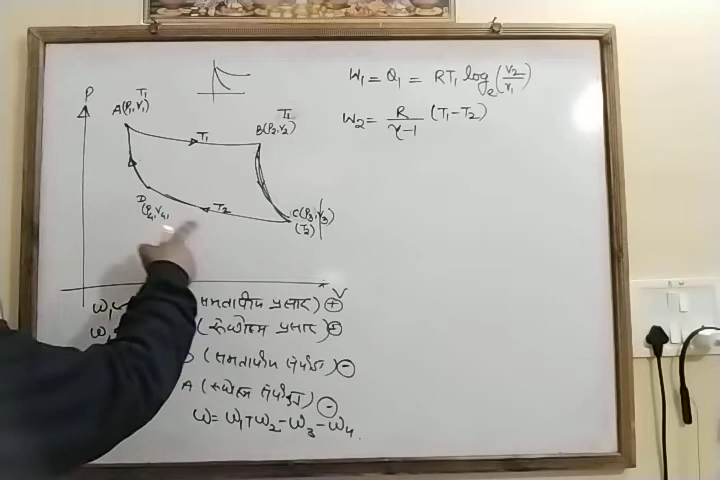 W₁ = Q₁ = RT₁ logₑ(V₂/V₁)
W₂ = R/(γ-1) (T₁-T₂)
P
T₁
A(P₁,V₁)
T₁
B(P₂,V₂)
T₁
D
(P₄,V₄,
T₂
C(P₃,V₃)
(T₂)
V
W₁ समतापीय प्रसार) +
W (रूद्धोष्म प्रसार) +
D (समतापीय संपीडन) -
A (रूद्धोष्म संपीडन) -
W = W₁+W₂-W₃-W₄.